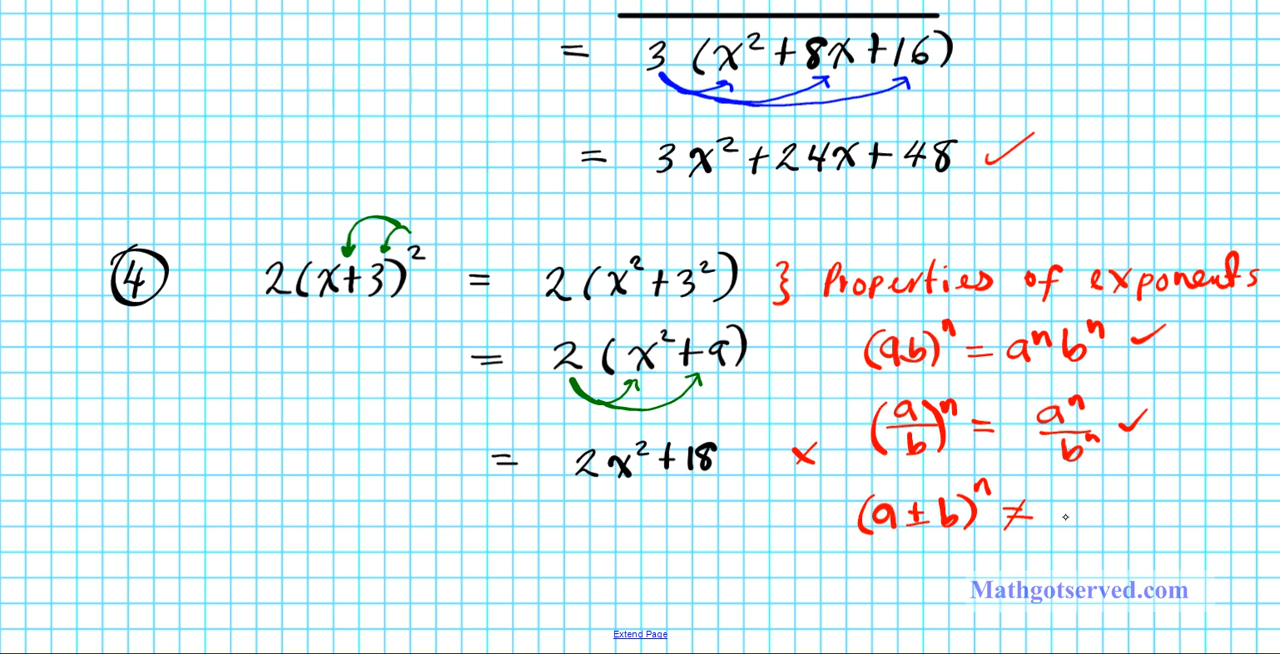 = 3 (x² + 8x + 16)
= 3x² + 24x + 48 ✓
④ 2(x+3)² = 2(x² + 3²) } Properties of exponents
= 2(x² + 9)
(ab)ⁿ = aⁿbⁿ ✓
(a/b)ⁿ = aⁿ/bⁿ ✓
= 2x² + 18 ×
(a ± b)ⁿ ≠
Mathgotserved.com
Extend Page